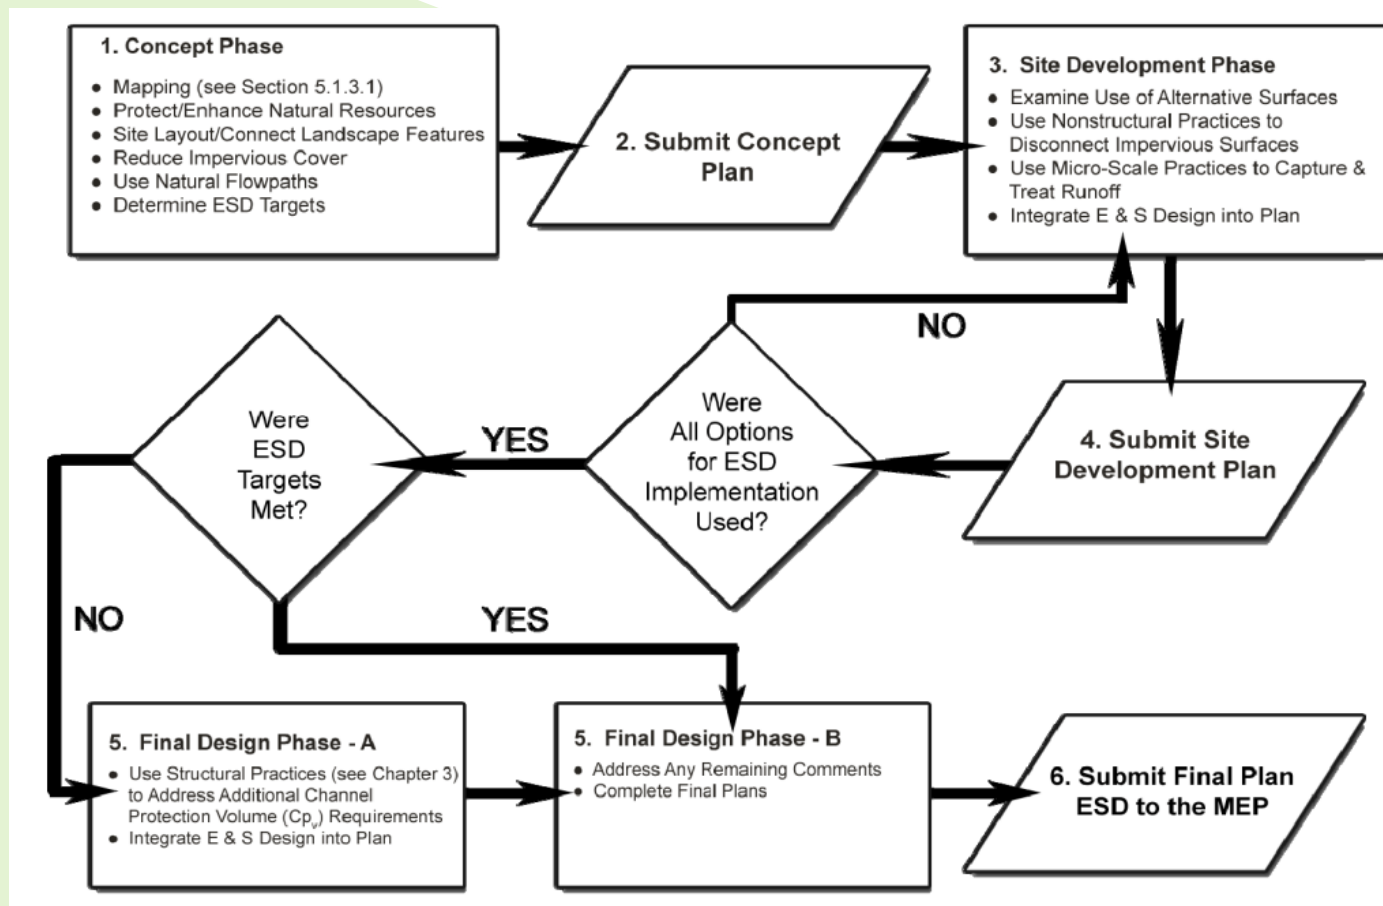 1. Concept Phase
● Mapping (see Section 5.1.3.1)
● Protect/Enhance Natural Resources
● Site Layout/Connect Landscape Features
● Reduce Impervious Cover
● Use Natural Flowpaths
● Determine ESD Targets
2. Submit Concept
Plan
3. Site Development Phase
● Examine Use of Alternative Surfaces
● Use Nonstructural Practices to
Disconnect Impervious Surfaces
● Use Micro-Scale Practices to Capture &
Treat Runoff
● Integrate E & S Design into Plan
NO
4. Submit Site
Development Plan
Were
All Options
for ESD
Implementation
Used?
YES
Were
ESD
Targets
Met?
NO
YES
5. Final Design Phase - A
● Use Structural Practices (see Chapter 3)
to Address Additional Channel
Protection Volume (Cpv) Requirements
● Integrate E & S Design into Plan
5. Final Design Phase - B
● Address Any Remaining Comments
● Complete Final Plans
6. Submit Final Plan
ESD to the MEP